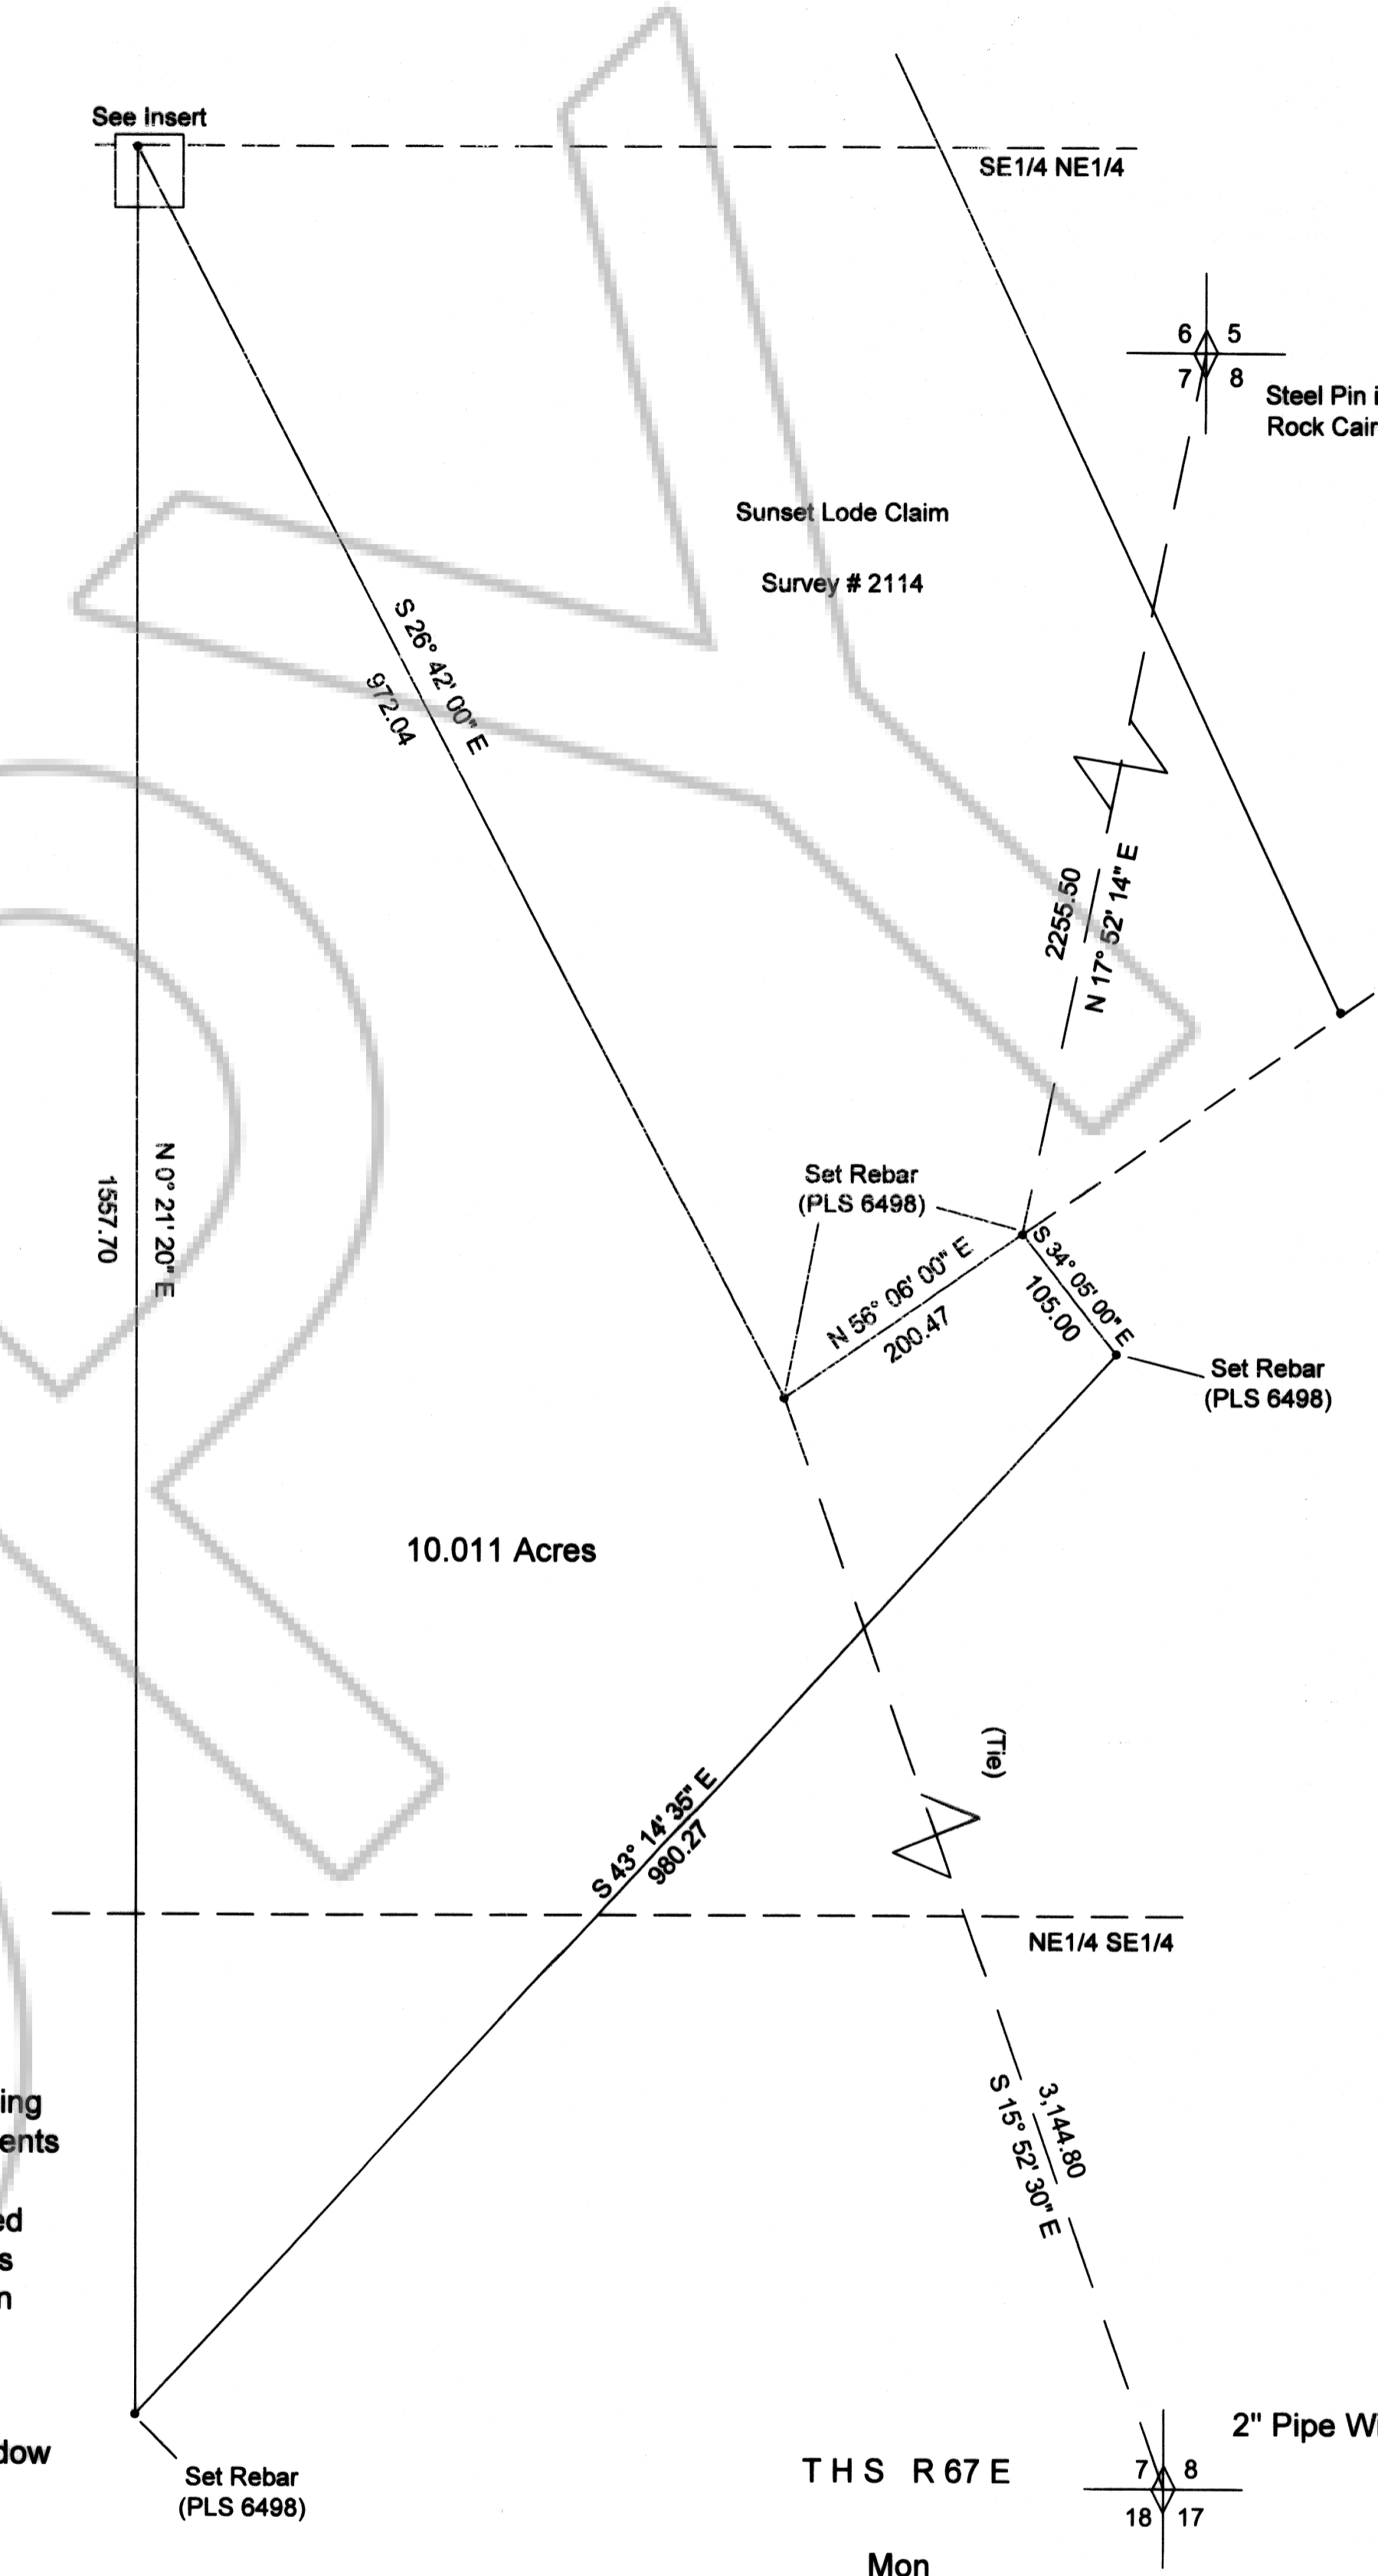 See Insert
SE1/4 NE1/4
6 5
7 8
Steel Pin i
Rock Cair
Sunset Lode Claim
Survey # 2114
S 26° 42' 00" E
972.04
2255.50
N 17° 52' 14" E
N 0° 21' 20" E
1557.70
Set Rebar
(PLS 6498)
N 56° 06' 00" E
200.47
S 34° 05' 00" E
105.00
Set Rebar
(PLS 6498)
10.011 Acres
(Tie)
S 43° 14' 35" E
980.27
NE1/4 SE1/4
3,144.80
S 15° 52' 30" E
ing
ents
ed
s
n
dow
Set Rebar
(PLS 6498)
T H S R 67 E
2" Pipe Wi
7 8
18 17
Mon